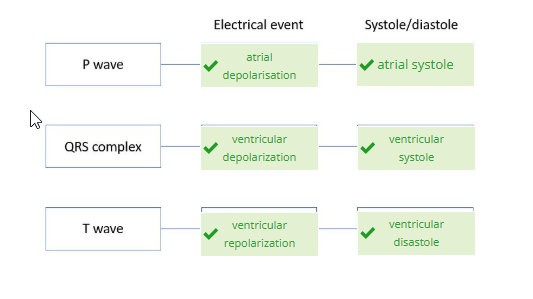 Electrical event
Systole/diastole
P wave
atrial
depolarisation
atrial systole
QRS complex
ventricular
depolarization
ventricular
systole
T wave
ventricular
repolarization
ventricular
disastole